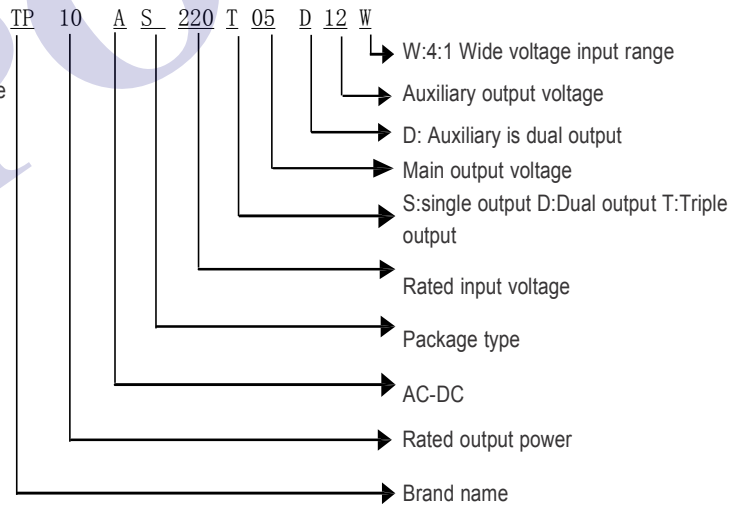 TP 10 A S 220 T 05 D 12 W
W:4:1 Wide voltage input range
e
Auxiliary output voltage
D: Auxiliary is dual output
Main output voltage
S:single output D:Dual output T:Triple
output
Rated input voltage
Package type
AC-DC
Rated output power
Brand name